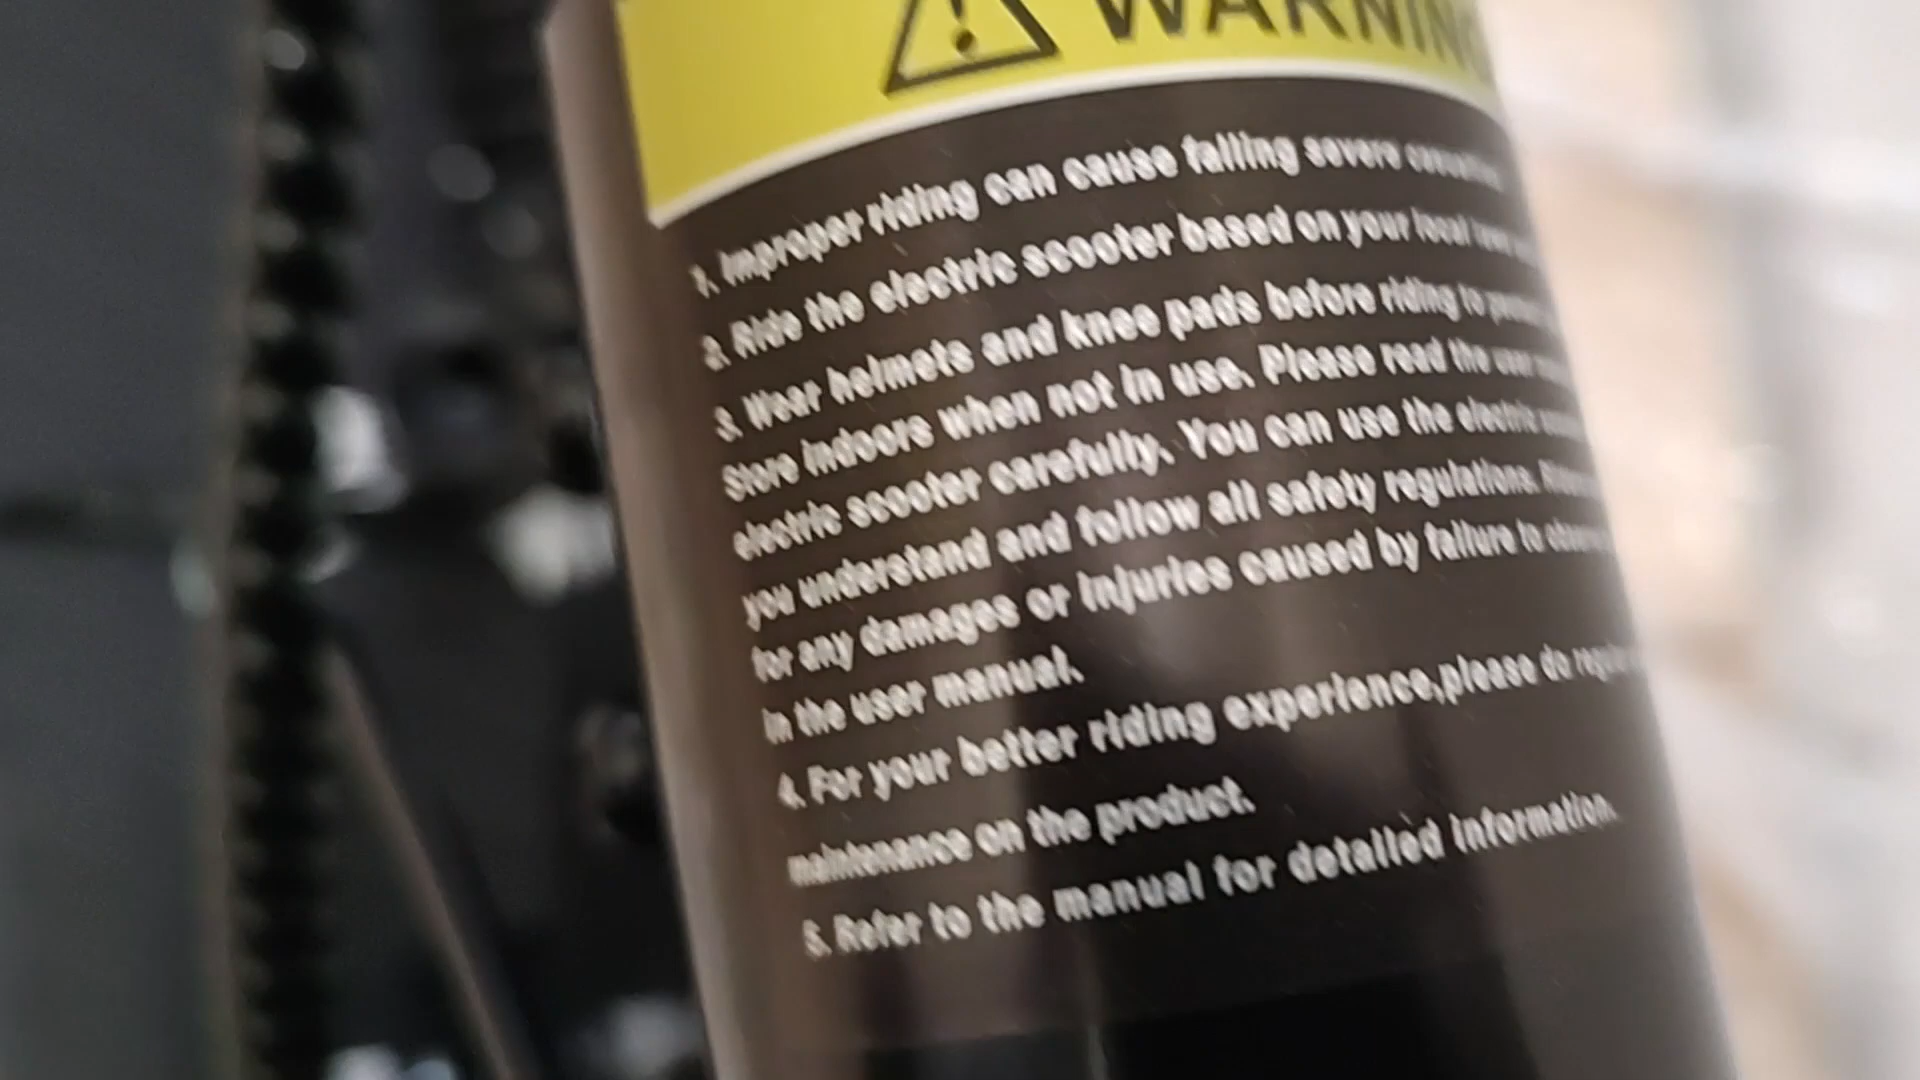 WARNING
1. Improper riding can cause falling severe
2. Ride the electric scooter based on your local laws
3. Wear helmets and knee pads before riding to
Store indoors when not in use. Please read the user
electric scooter carefully. You can use the electric
you understand and follow all safety regulations.
for any damages or injuries caused by failure to
in the user manual.
4. For your better riding experience,please do
maintenance on the product.
5. Refer to the manual for detailed information.